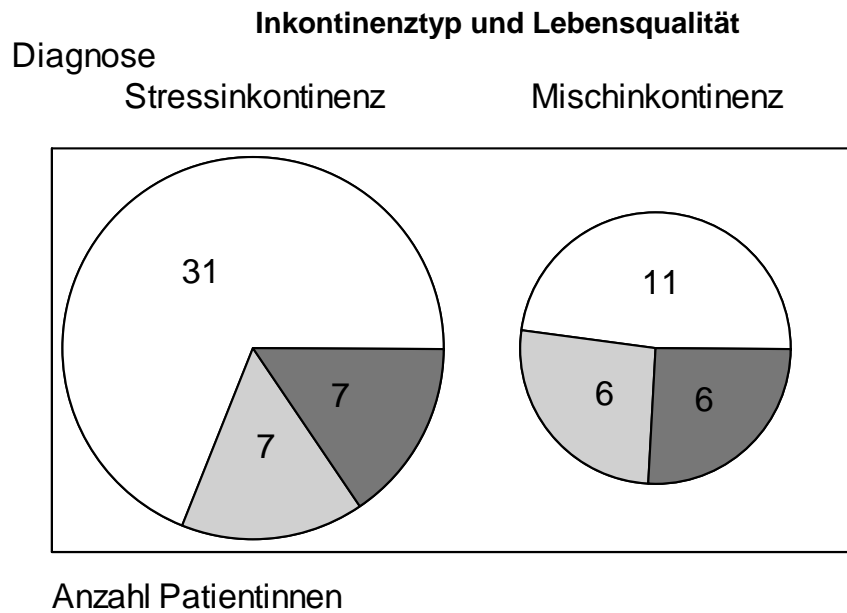 Inkontinenztyp und Lebensqualität
Diagnose
Stressinkontinenz Mischinkontinenz
31
11
7
6
6
7
Anzahl Patientinnen